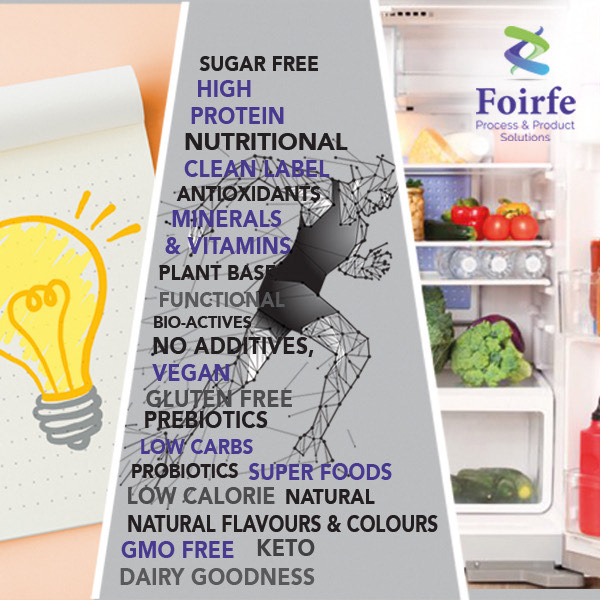 Foirfe
Process & Product
Solutions
SUGAR FREE
HIGH
PROTEIN
NUTRITIONAL
CLEAN LABEL
ANTIOXIDANTS
MINERALS
& VITAMINS
PLANT BASED
FUNCTIONAL
BIO-ACTIVES
NO ADDITIVES,
VEGAN
GLUTEN FREE
PREBIOTICS
LOW CARBS
PROBIOTICS SUPER FOODS
LOW CALORIE NATURAL
NATURAL FLAVOURS & COLOURS
GMO FREE KETO
DAIRY GOODNESS